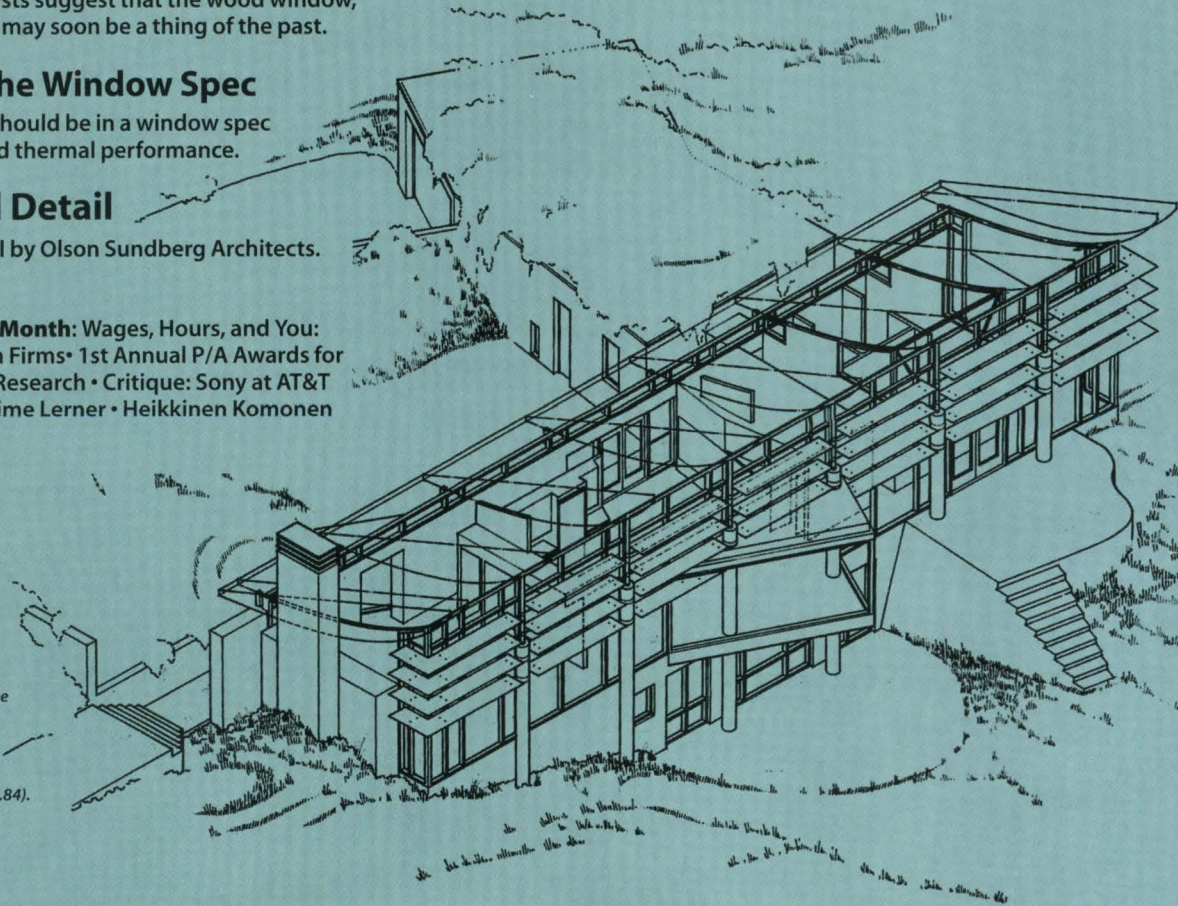 suggest that the wood window,
may soon be a thing of the past.
he Window Spec
hould be in a window spec
d thermal performance.
l Detail
l by Olson Sundberg Architects.
Month: Wages, Hours, and You:
n Firms• 1st Annual P/A Awards for
Research • Critique: Sony at AT&T
ime Lerner • Heikkinen Komonen
e
.84).